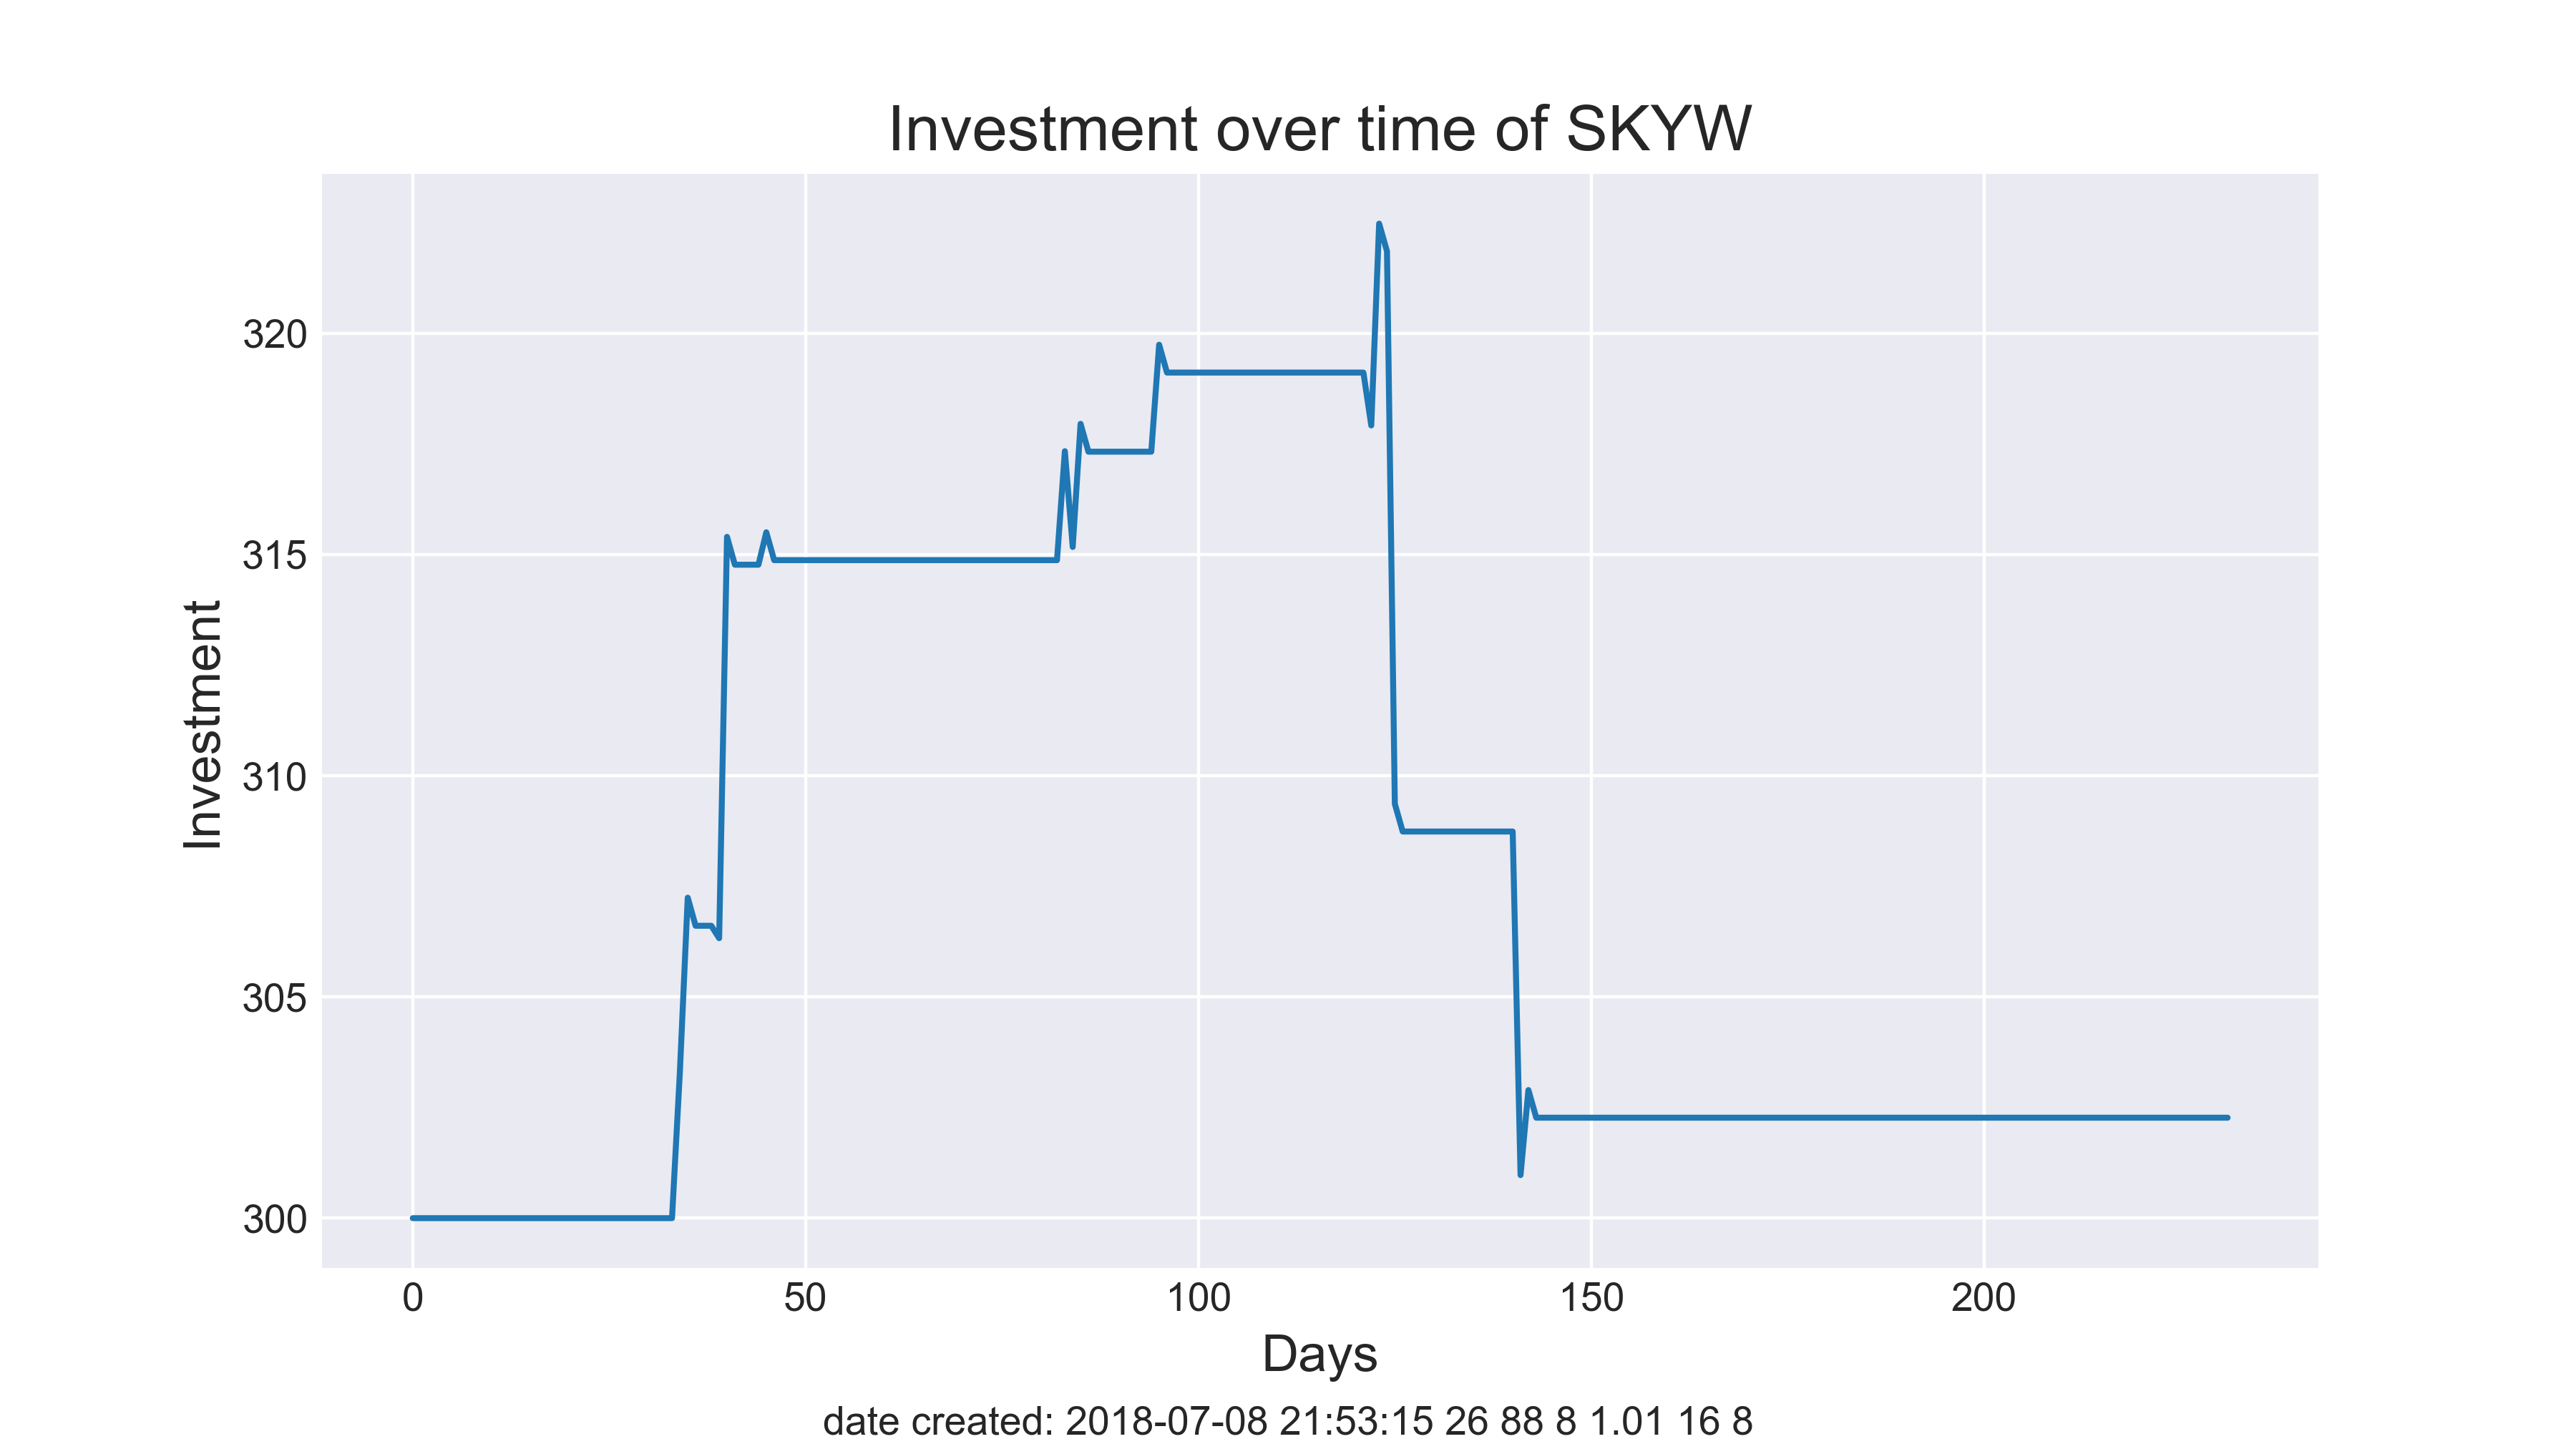 Investment over time of SKYW
Investment
320
315
310
305
300
0 50 100 150 200
Days
date created: 2018-07-08 21:53:15 26 88 8 1.01 16 8